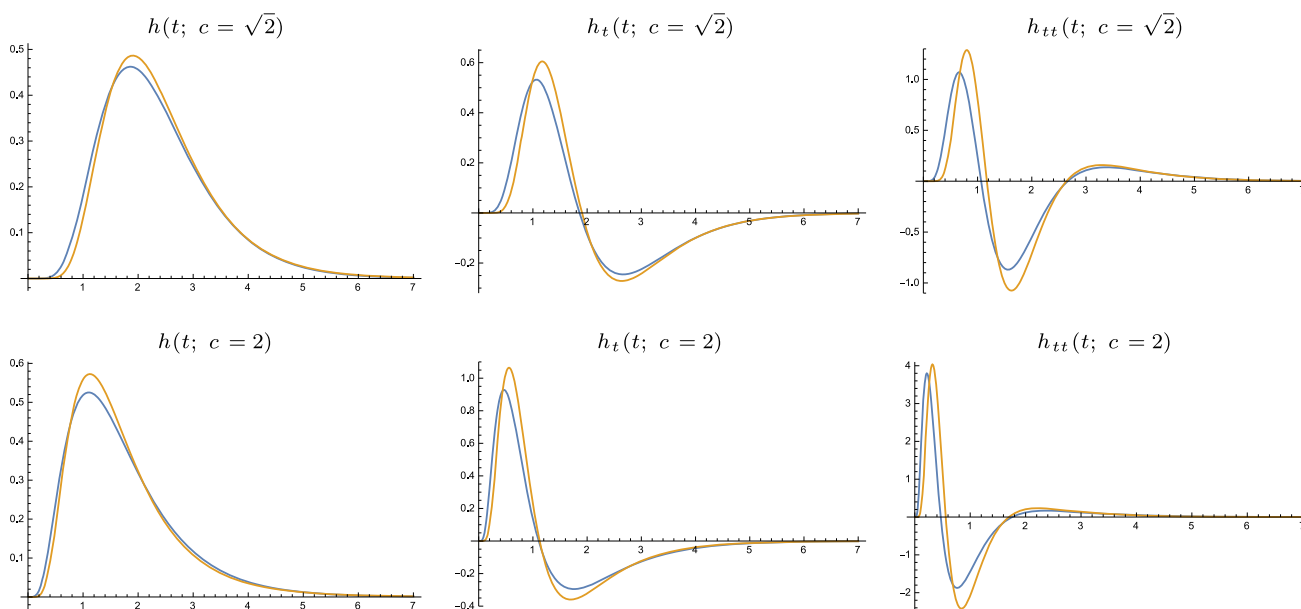 h(t; c = √2)
h_t(t; c = √2)
h_tt(t; c = √2)
0.5
0.4
0.3
0.2
0.1
1 2 3 4 5 6 7
0.6
0.4
0.2
-0.2
1 2 3 4 5 6 7
1.0
0.5
-0.5
-1.0
1 2 3 4 5 6 7
h(t; c = 2)
h_t(t; c = 2)
h_tt(t; c = 2)
0.6
0.5
0.4
0.3
0.2
0.1
1 2 3 4 5 6 7
1.0
0.8
0.6
0.4
0.2
-0.2
-0.4
1 2 3 4 5 6 7
4
3
2
1
-1
-2
1 2 3 4 5 6 7